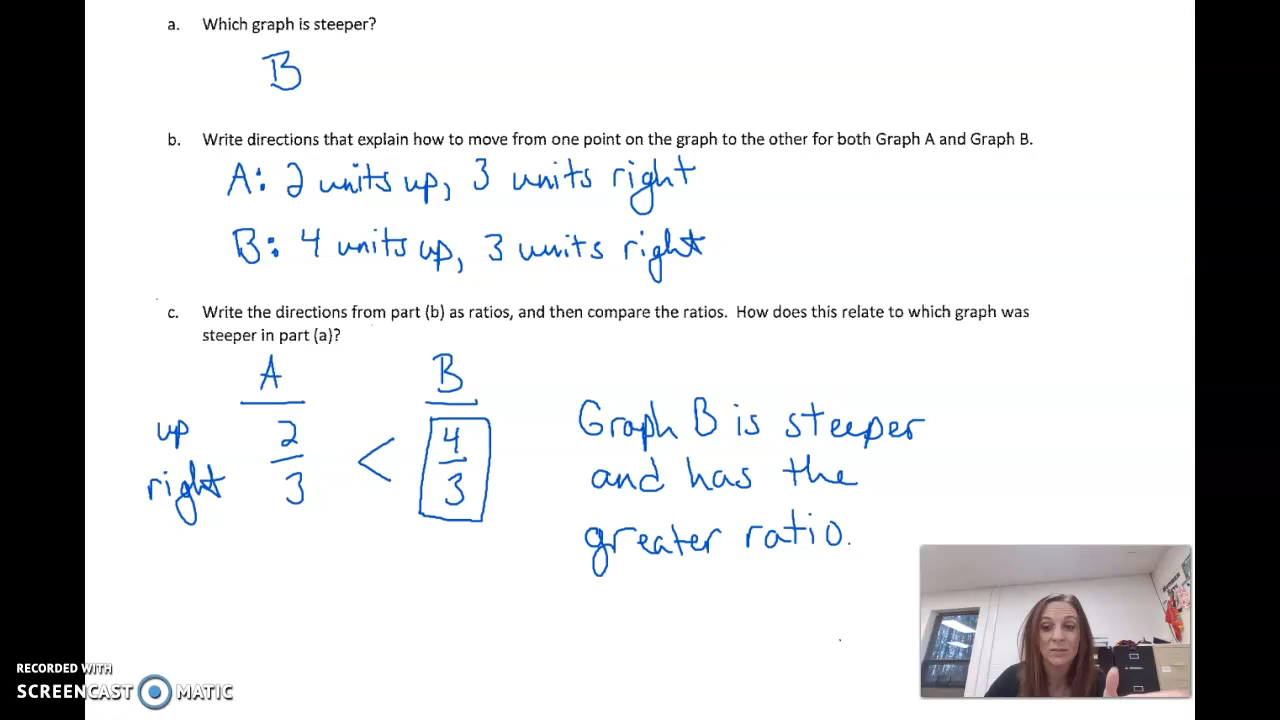 a. Which graph is steeper?
B
b. Write directions that explain how to move from one point on the graph to the other for both Graph A and Graph B.
A: 2 units up, 3 units right
B: 4 units up, 3 units right
c. Write the directions from part (b) as ratios, and then compare the ratios. How does this relate to which graph was
steeper in part (a)?
A B
up 2 < 4
right 3 3
Graph B is steeper
and has the
greater ratio.
RECORDED WITH
SCREENCAST MATIC